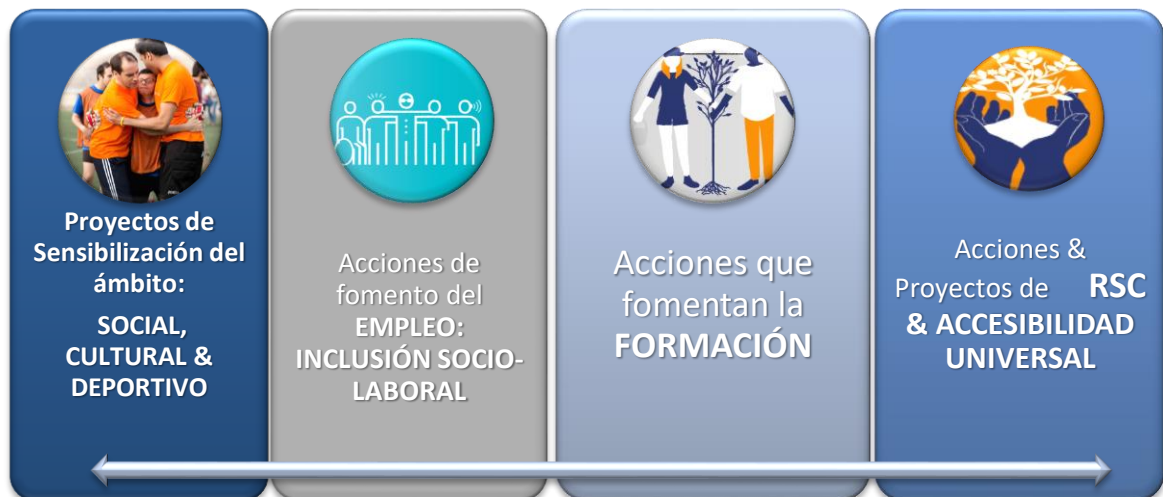 Proyectos de
Sensibilización del
ámbito:
SOCIAL,
CULTURAL &
DEPORTIVO
Acciones de
fomento del
EMPLEO:
INCLUSIÓN SOCIO-
LABORAL
Acciones que
fomentan la
FORMACIÓN
Acciones &
Proyectos de RSC
& ACCESIBILIDAD
UNIVERSAL